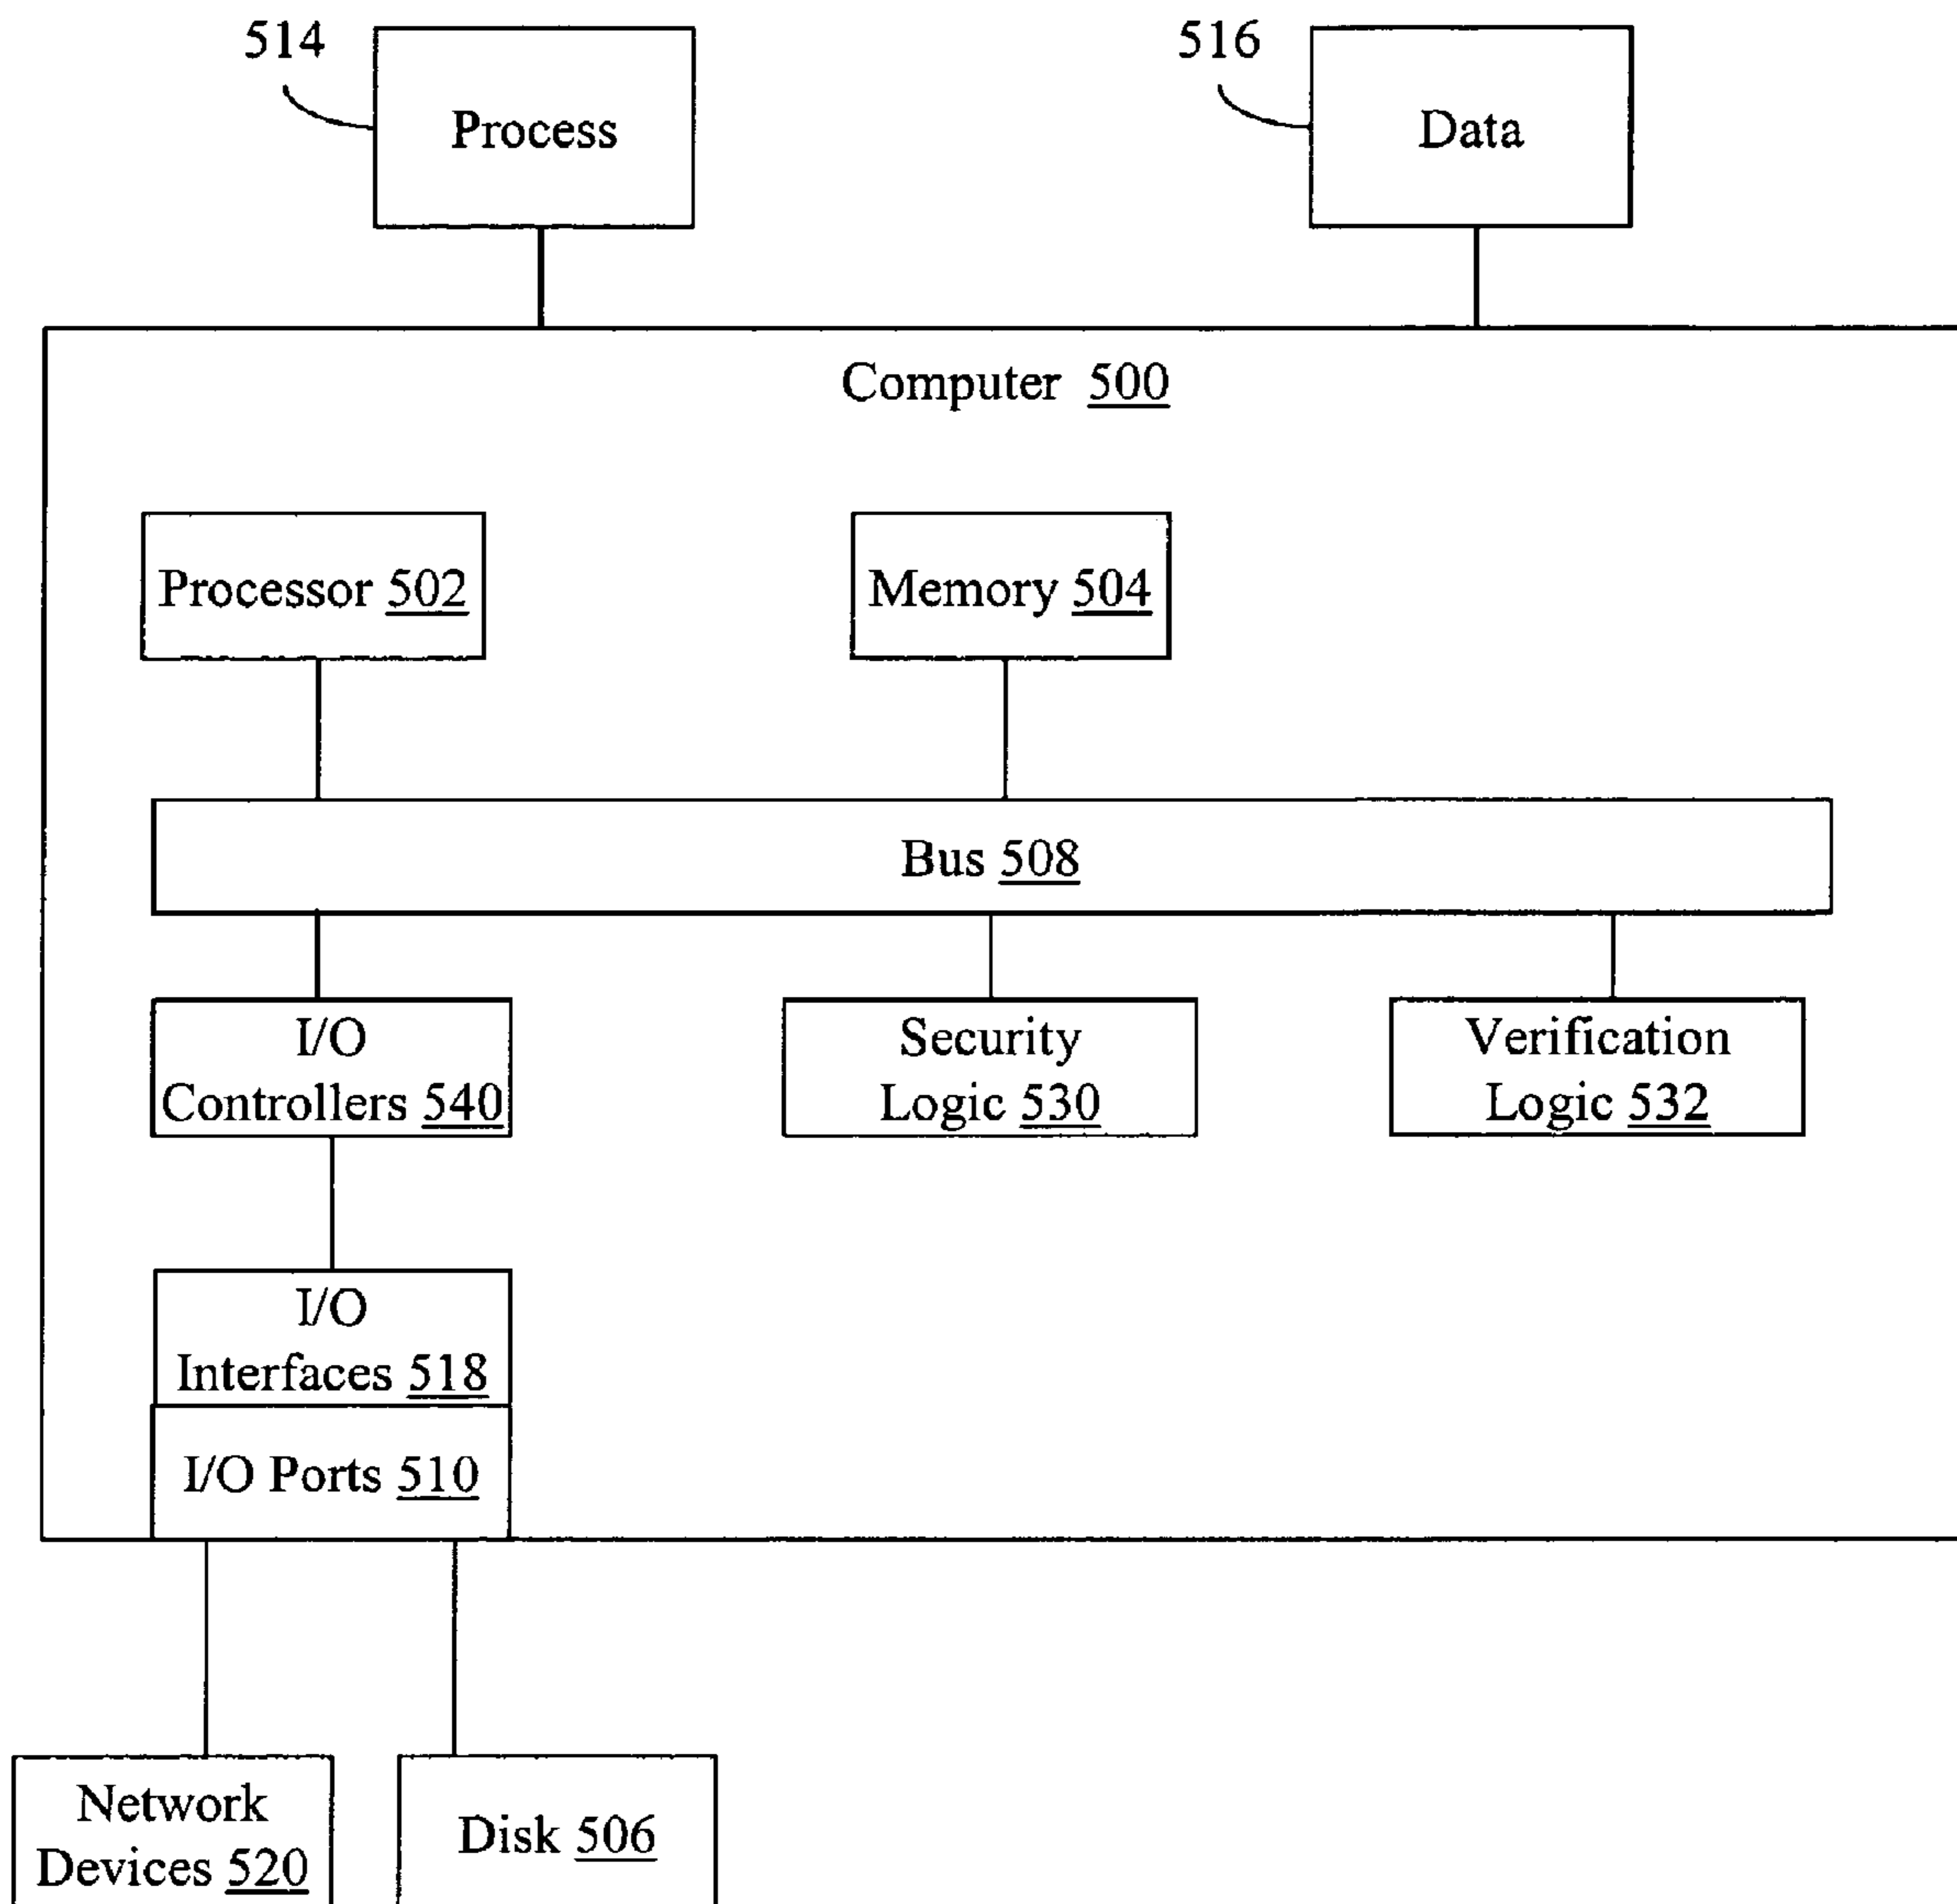 514
Process
516
Data
Computer 500
Processor 502
Memory 504
Bus 508
I/O
Controllers 540
Security
Logic 530
Verification
Logic 532
I/O
Interfaces 518
I/O Ports 510
Network
Devices 520
Disk 506